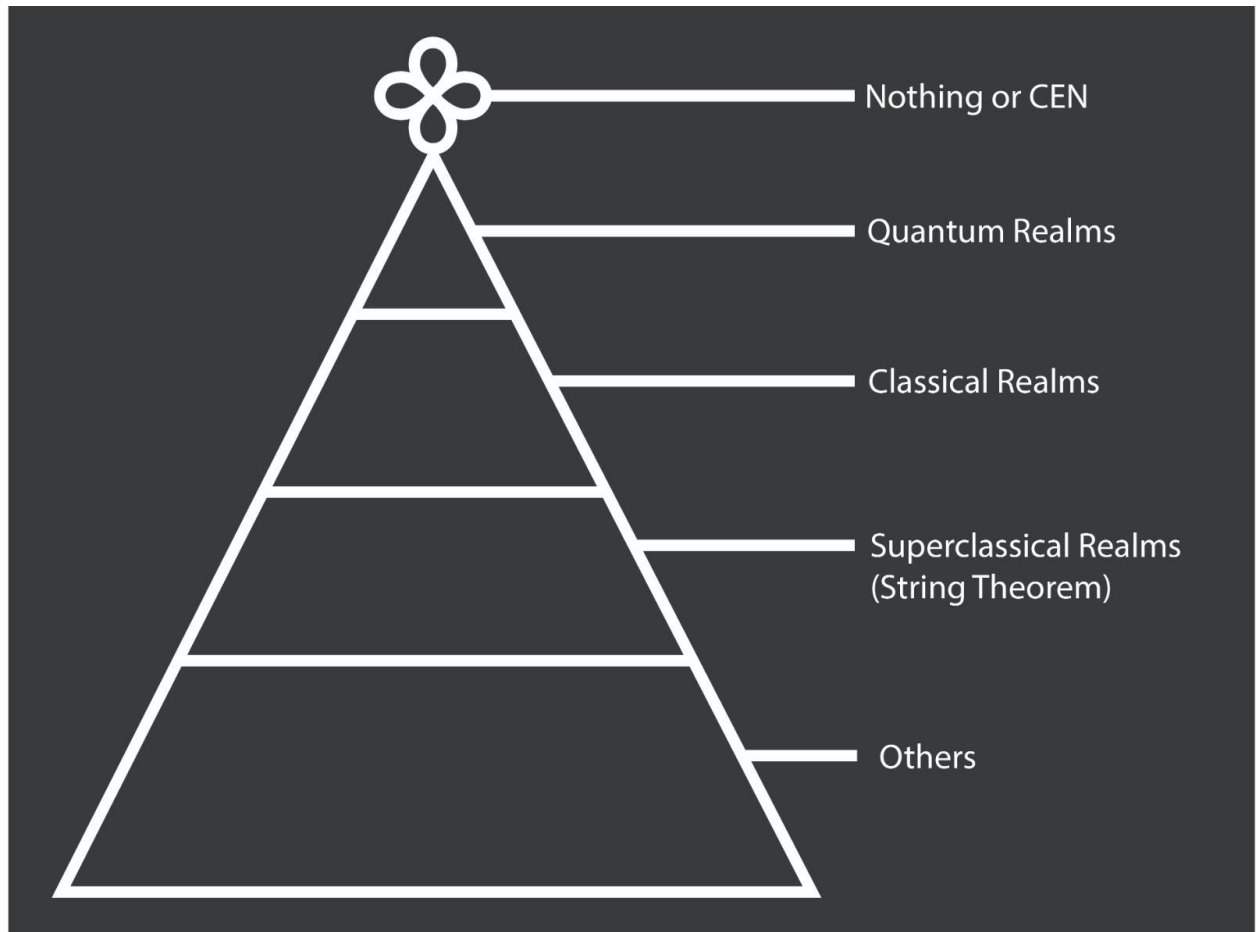 Nothing or CEN
Quantum Realms
Classical Realms
Superclassical Realms
(String Theorem)
Others